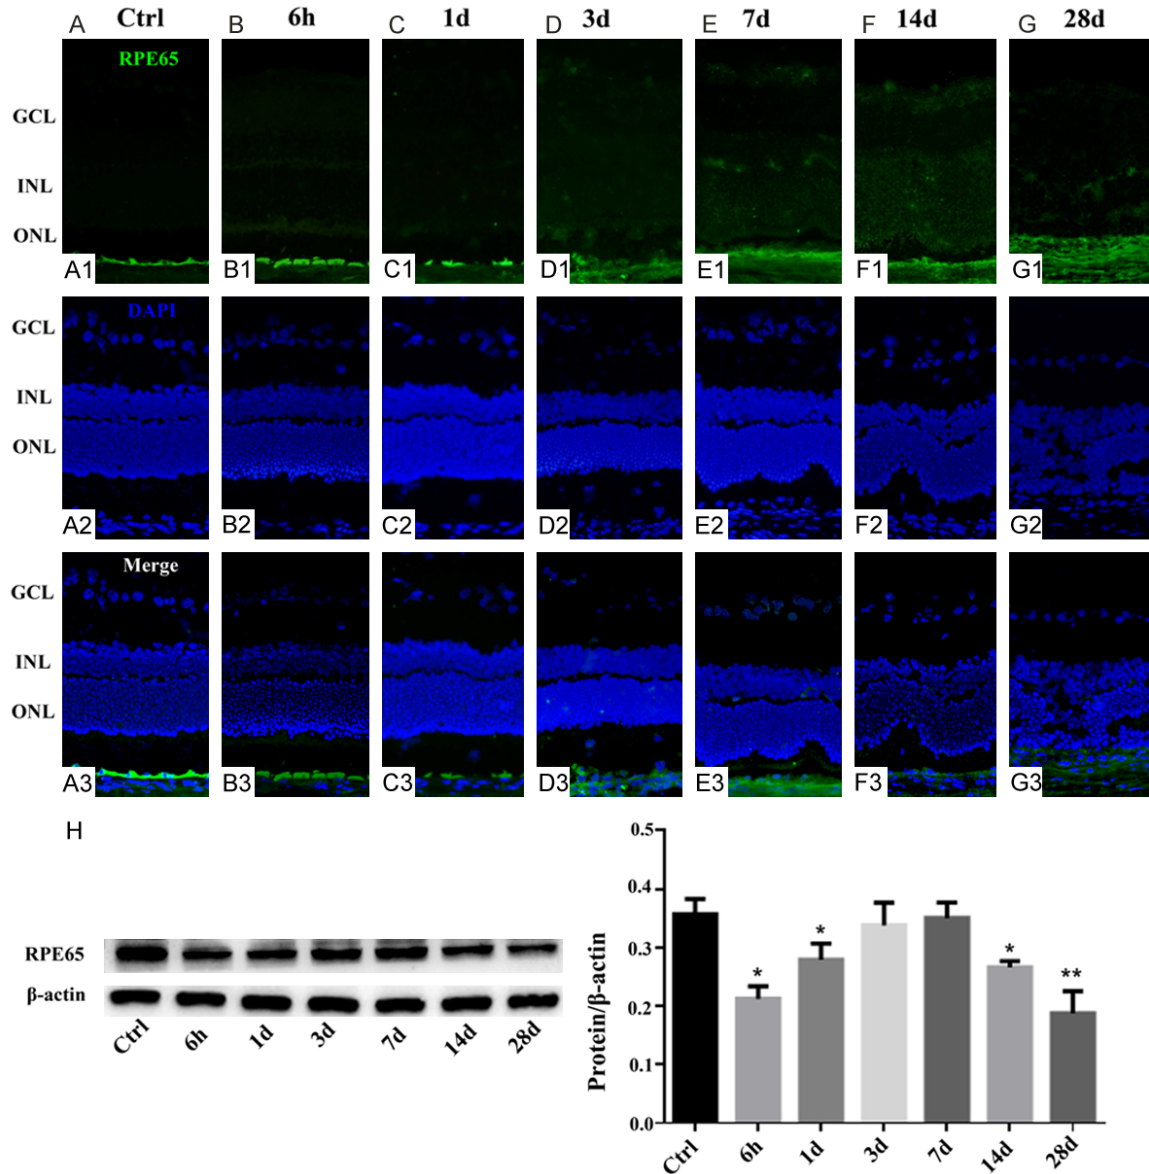 A Ctrl B 6h C 1d D 3d E 7d F 14d G 28d
RPE65
GCL
INL
ONL
A1 B1 C1 D1 E1 F1 G1
DAPI
GCL
INL
ONL
A2 B2 C2 D2 E2 F2 G2
Merge
GCL
INL
ONL
A3 B3 C3 D3 E3 F3 G3
H
RPE65
β-actin
Ctrl 6h 1d 3d 7d 14d 28d
Protein/β-actin
0.5
0.4
0.3
0.2
0.1
0.0
* * * **
Ctrl 6h 1d 3d 7d 14d 28d